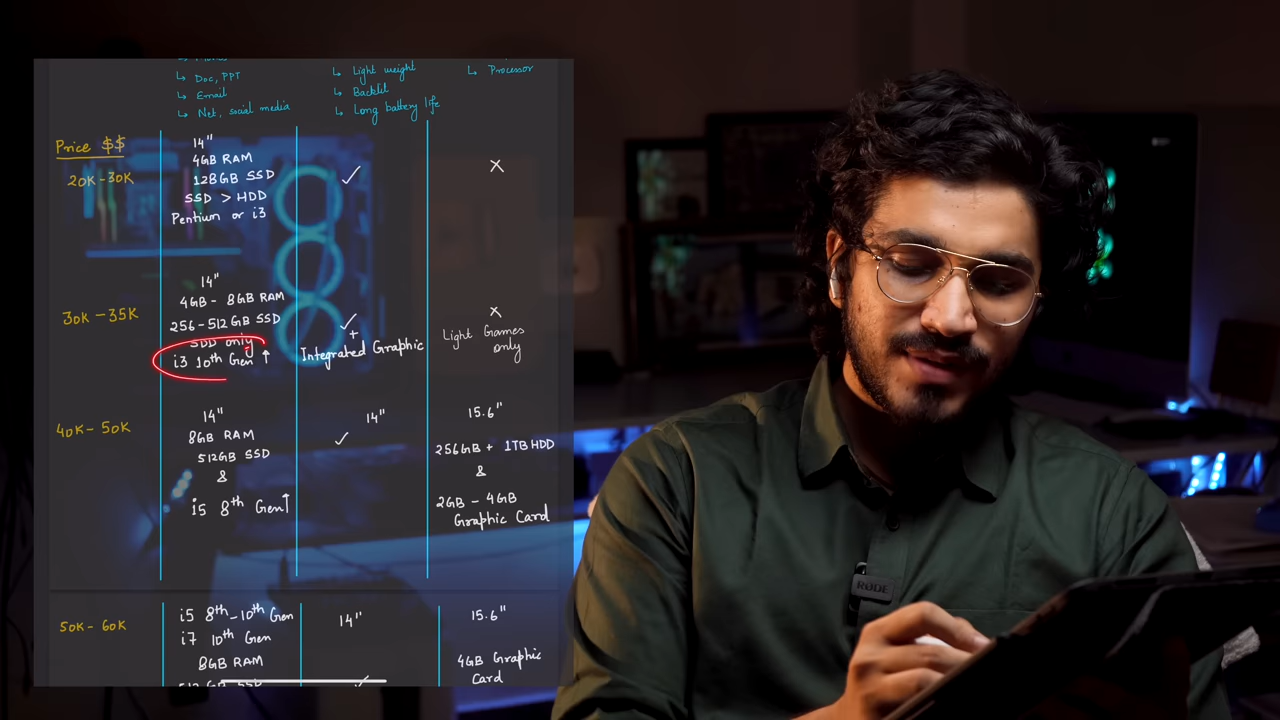 ↳ Doc, PPT
↳ Email
↳ Net, social media
↳ Light weight
↳ Backlit
↳ Long battery life
↳ Processor
Price $$
20K-30K
14"
4GB RAM
128GB SSD
SSD > HDD
Pentium or i3
✓
X
30K-35K
14"
4GB - 8GB RAM
256-512 GB SSD
SDD only
i3 10th Gen ↑
✓
+
Integrated Graphic
X
Light Games
only
40K-50K
14"
8GB RAM
512GB SSD
&
i5 8th Gen↑
14"
✓
15.6"
256GB + 1TB HDD
&
2GB - 4GB
Graphic Card
50K-60K
i5 8th-10th Gen
i7 10th Gen
8GB RAM
14"
15.6"
4GB Graphic
Card
RODE